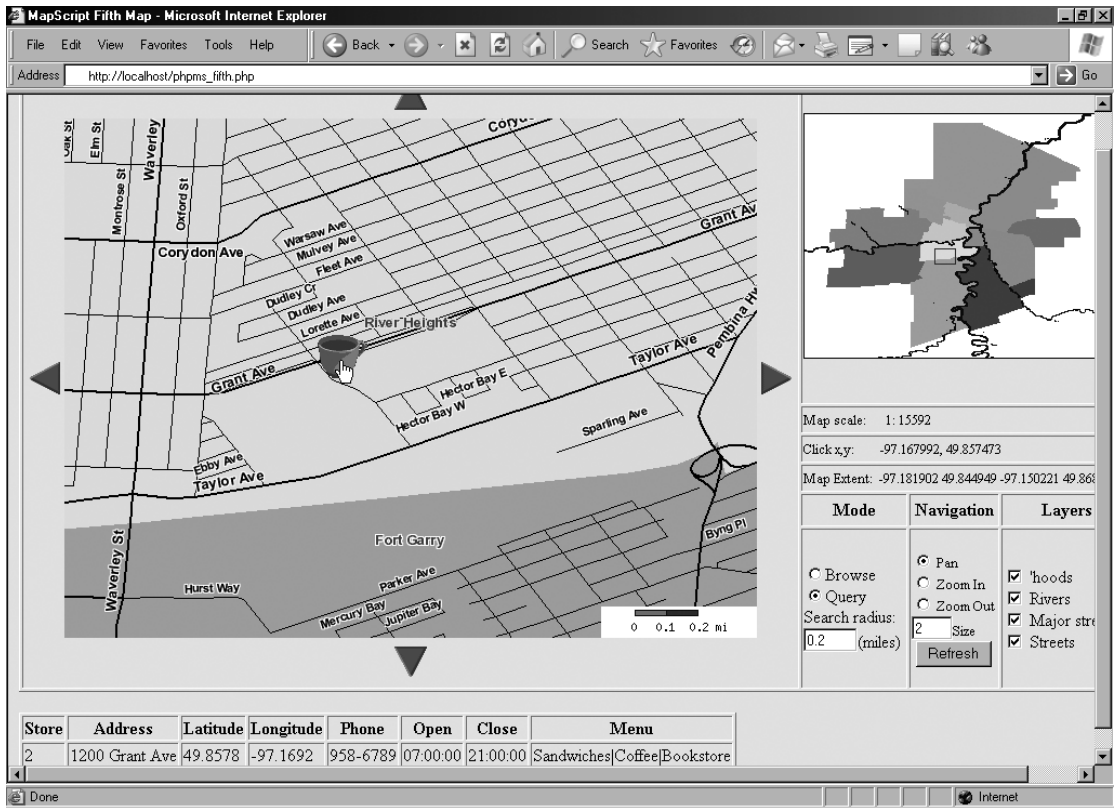 MapScript Fifth Map - Microsoft Internet Explorer
File Edit View Favorites Tools Help Back Search Favorites
Address http://localhost/phpms_fifth.php Go
Oak St
Elm St
Waverley
Montrose St
Oxford St
Corydon Ave
Warsaw Ave
Mulvey Ave
Fleet Ave
Dudley Cr
Dudley Ave
Lorette Ave
River Heights
Grant Av
Grant Ave
Hector Bay E
Hector Bay W
Taylor Ave
Pembina Hw
Sparling Ave
Ebby Ave
Taylor Ave
Fort Garry
Byng Pl
Waverley St
Hurst Way
Parker Ave
Mercury Bay
Jupiter Bay
0 0.1 0.2 mi
Map scale: 1:15592
Click x,y: -97.167992, 49.857473
Map Extent: -97.181902 49.844949 -97.150221 49.868
Mode Navigation Layers
Browse
Query
Search radius:
0.2 (miles)
Pan
Zoom In
Zoom Out
2 Size
Refresh
'hoods
Rivers
Major stre
Streets
Store Address Latitude Longitude Phone Open Close Menu
2 1200 Grant Ave 49.8578 -97.1692 958-6789 07:00:00 21:00:00 Sandwiches|Coffee|Bookstore
Done Internet